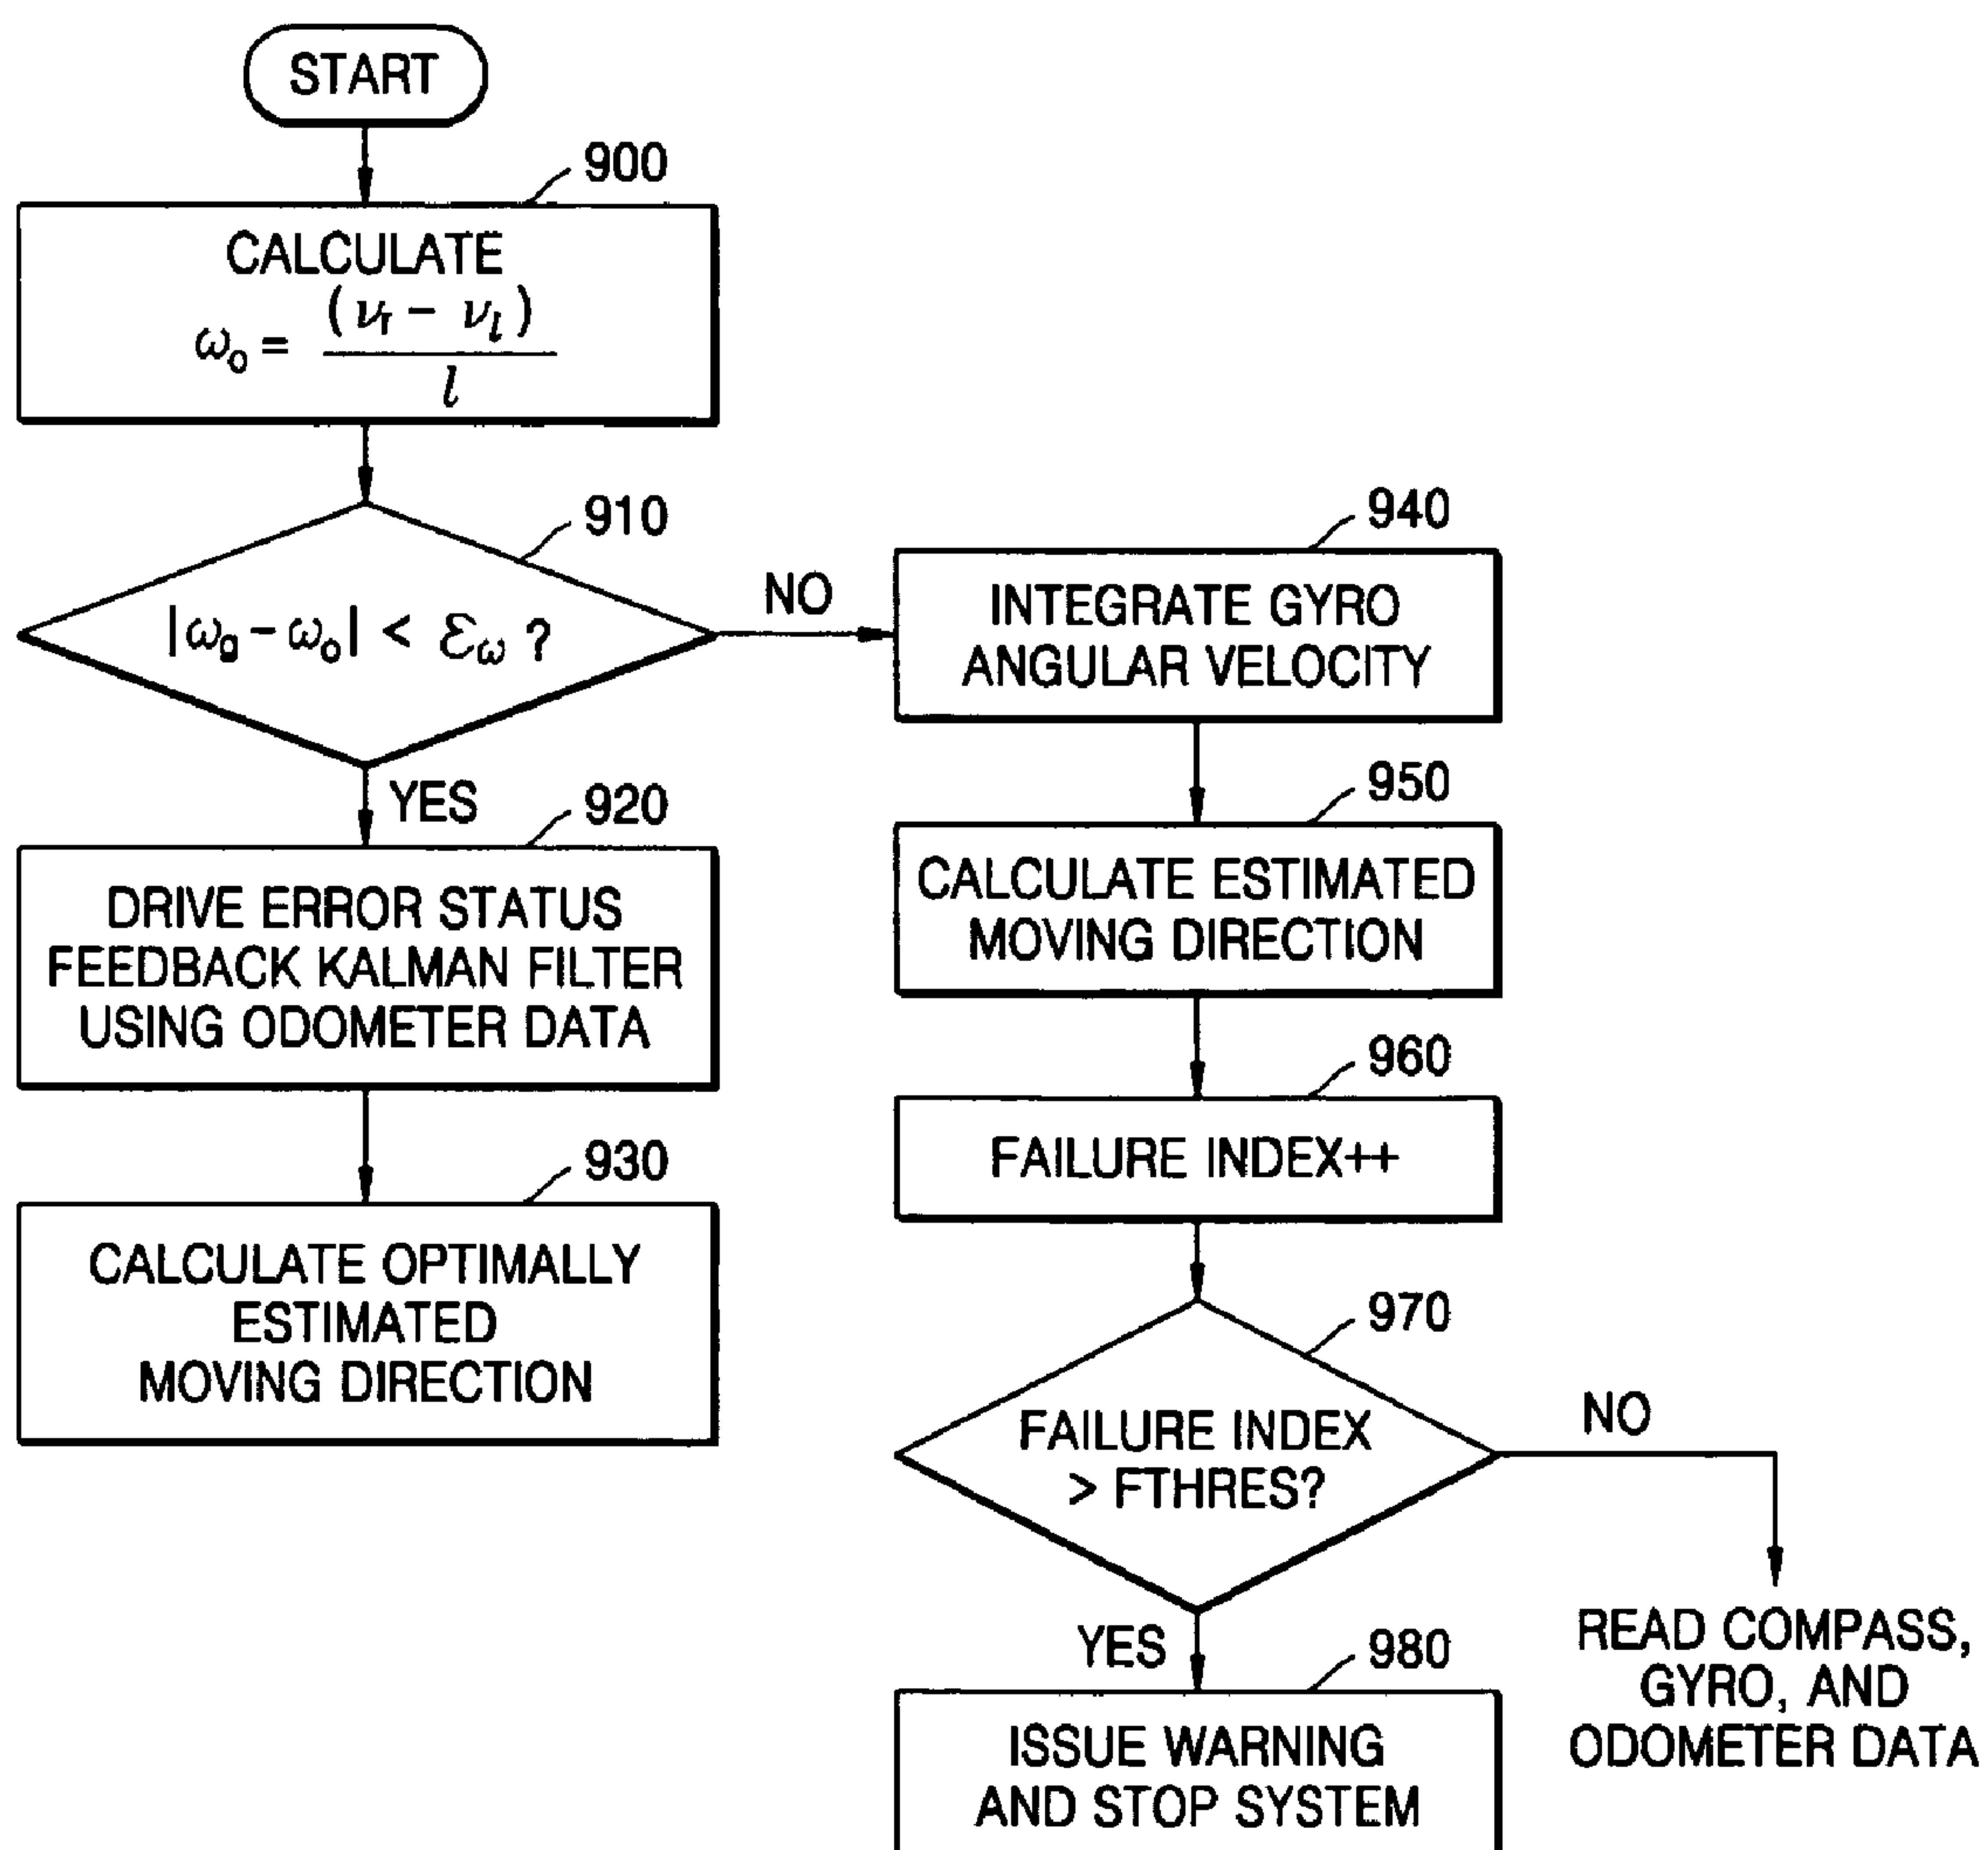 START
900
CALCULATE
ω₀ = (νr - νl) / l
910
|ωg - ω₀| < εω ?
NO
YES
920
DRIVE ERROR STATUS
FEEDBACK KALMAN FILTER
USING ODOMETER DATA
930
CALCULATE OPTIMALLY
ESTIMATED
MOVING DIRECTION
940
INTEGRATE GYRO
ANGULAR VELOCITY
950
CALCULATE ESTIMATED
MOVING DIRECTION
960
FAILURE INDEX++
970
FAILURE INDEX
> FTHRES?
NO
YES
980
ISSUE WARNING
AND STOP SYSTEM
READ COMPASS,
GYRO, AND
ODOMETER DATA